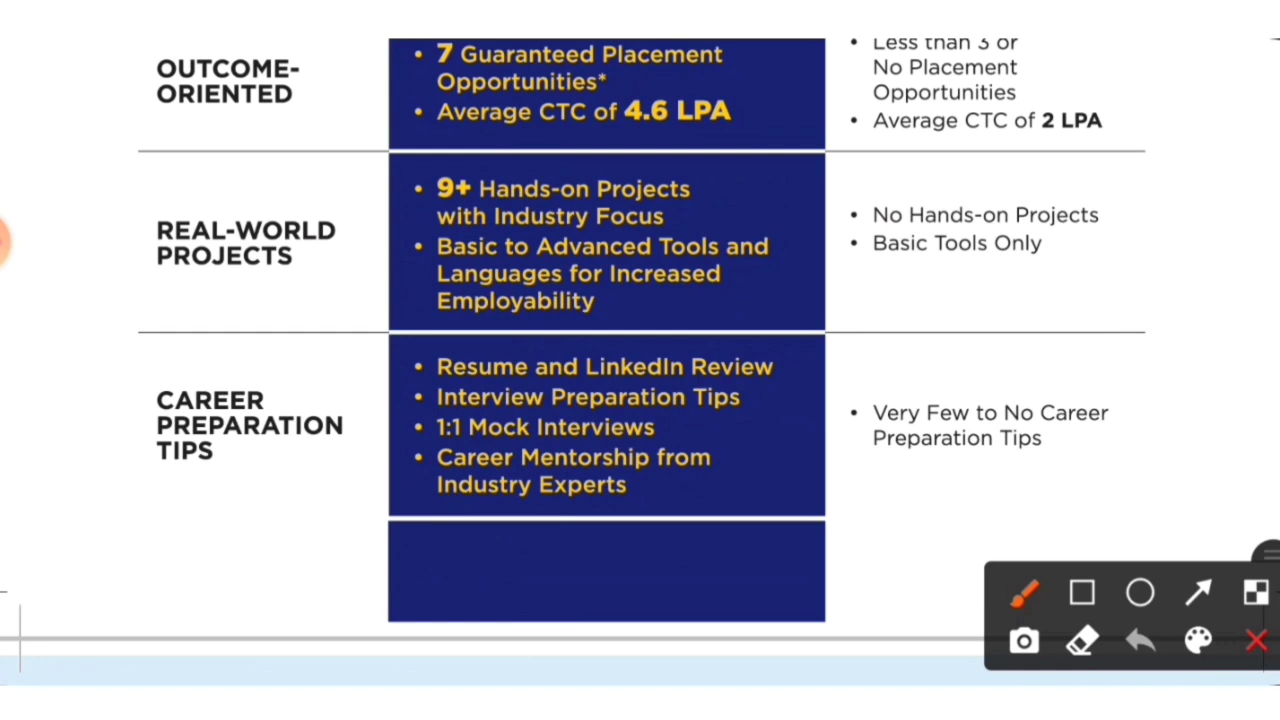 OUTCOME-
ORIENTED
• 7 Guaranteed Placement
Opportunities*
• Average CTC of 4.6 LPA
• Less than 3 or
No Placement
Opportunities
• Average CTC of 2 LPA
REAL-WORLD
PROJECTS
• 9+ Hands-on Projects
with Industry Focus
• Basic to Advanced Tools and
Languages for Increased
Employability
• No Hands-on Projects
• Basic Tools Only
CAREER
PREPARATION
TIPS
• Resume and LinkedIn Review
• Interview Preparation Tips
• 1:1 Mock Interviews
• Career Mentorship from
Industry Experts
• Very Few to No Career
Preparation Tips